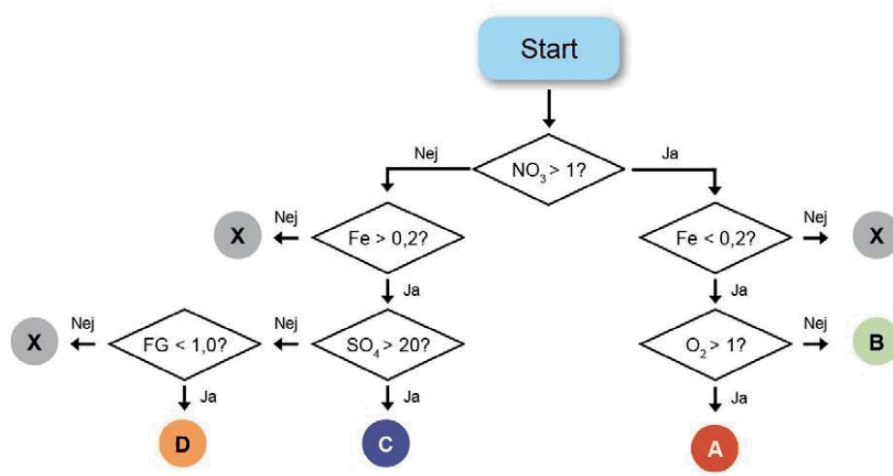 Start
Nej
NO3 > 1?
Ja
X
Nej
Fe > 0,2?
Fe < 0,2?
Nej
X
Ja
Ja
X
Nej
FG < 1,0?
Nej
SO4 > 20?
O2 > 1?
Nej
B
Ja
Ja
Ja
D
C
A